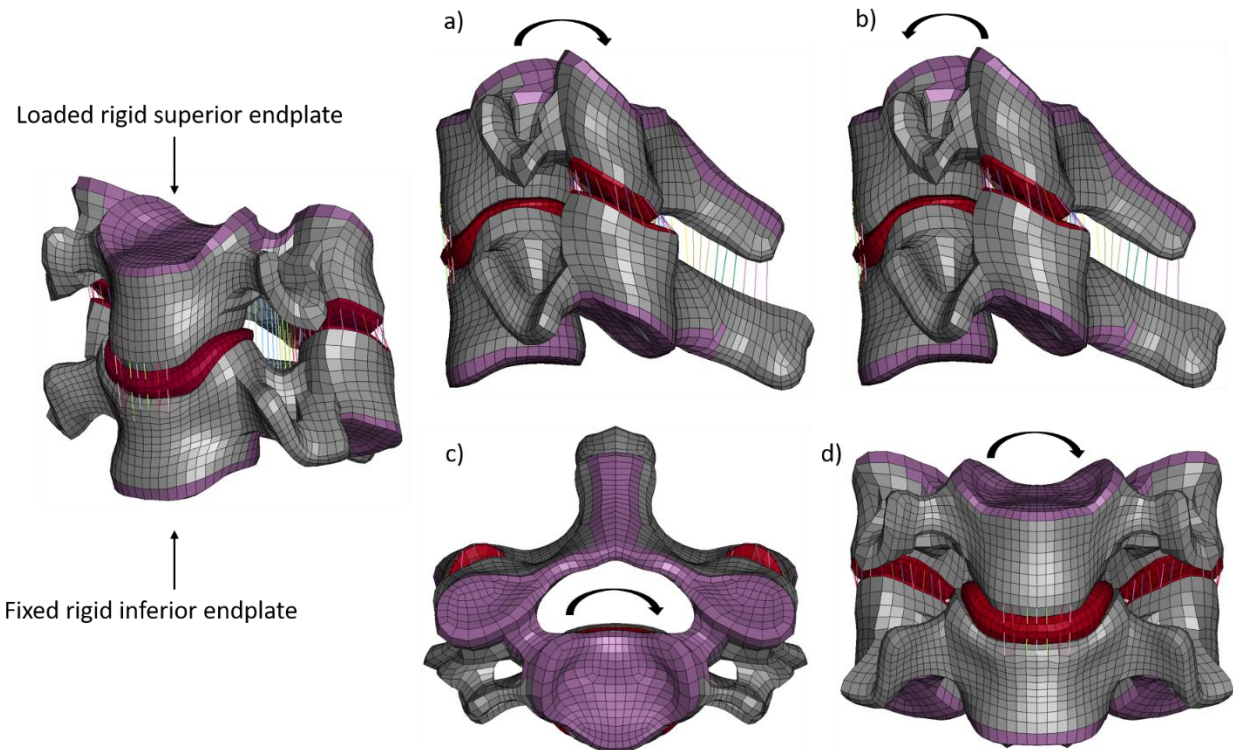 a)
b)
Loaded rigid superior endplate
c)
d)
Fixed rigid inferior endplate